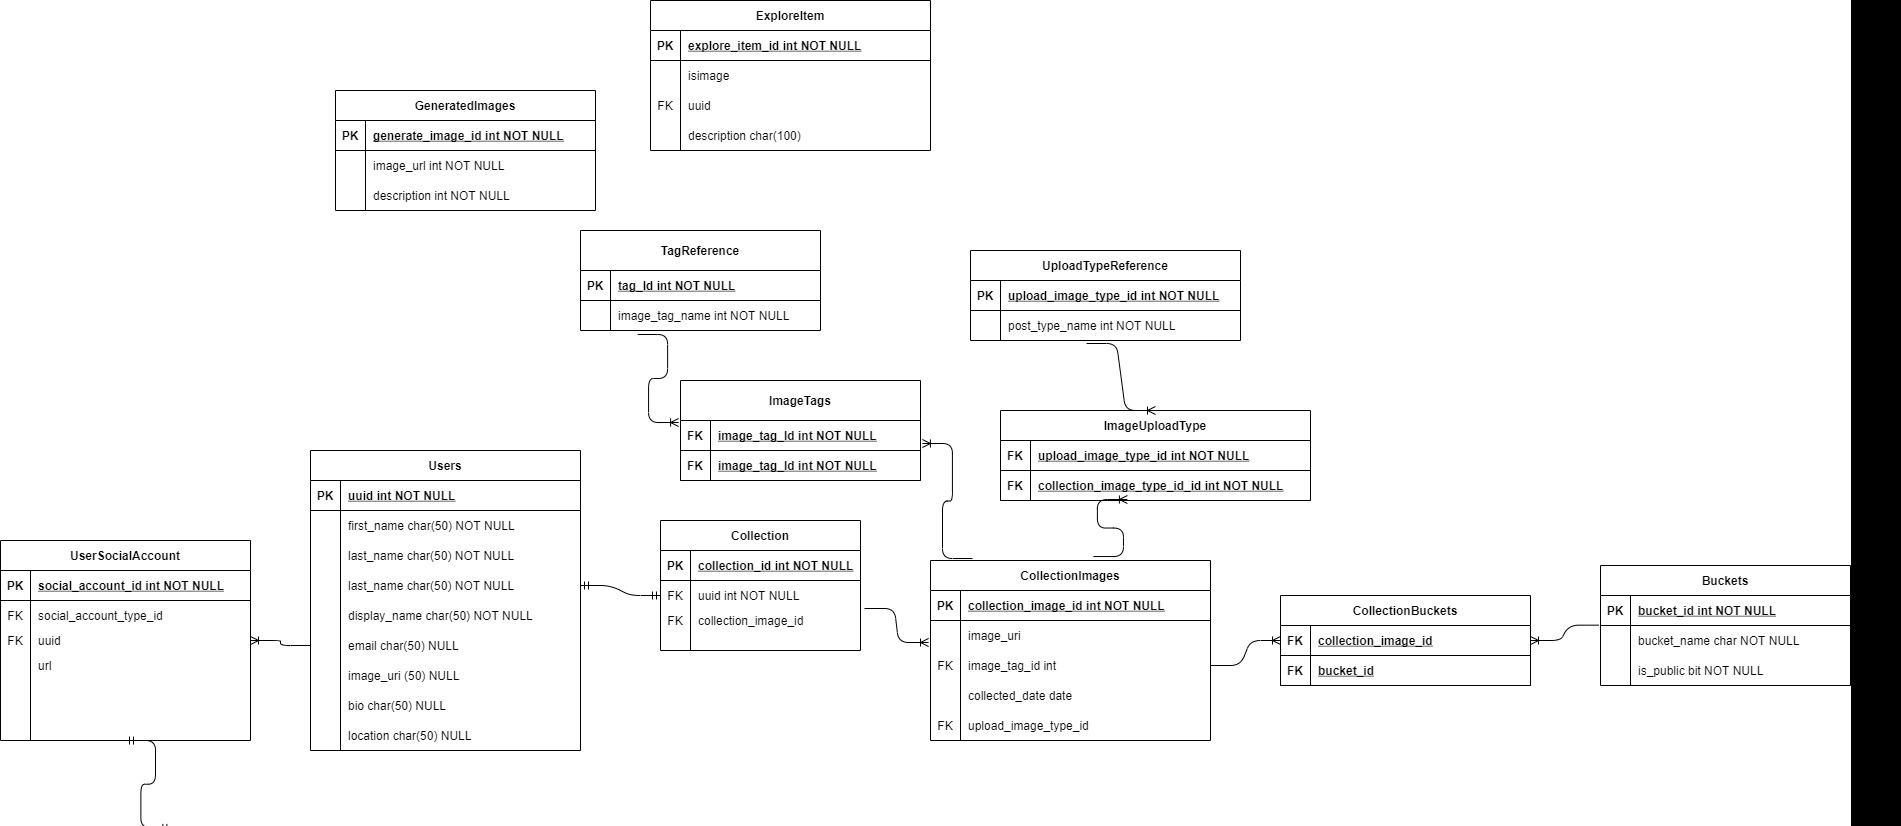 ExploreItem
PK explore_item_id int NOT NULL
isimage
FK uuid
description char(100)
GeneratedImages
PK generate_image_id int NOT NULL
image_url int NOT NULL
description int NOT NULL
TagReference
PK tag_Id int NOT NULL
image_tag_name int NOT NULL
UploadTypeReference
PK upload_image_type_id int NOT NULL
post_type_name int NOT NULL
ImageTags
FK image_tag_Id int NOT NULL
FK image_tag_Id int NOT NULL
ImageUploadType
FK upload_image_type_id int NOT NULL
FK collection_image_type_id_id int NOT NULL
Users
PK uuid int NOT NULL
first_name char(50) NOT NULL
last_name char(50) NOT NULL
last_name char(50) NOT NULL
display_name char(50) NOT NULL
email char(50) NULL
image_uri (50) NULL
bio char(50) NULL
location char(50) NULL
UserSocialAccount
PK social_account_id int NOT NULL
FK social_account_type_id
FK uuid
url
Collection
PK collection_id int NOT NULL
FK uuid int NOT NULL
FK collection_image_id
CollectionImages
PK collection_image_id int NOT NULL
image_uri
FK image_tag_id int
collected_date date
FK upload_image_type_id
CollectionBuckets
FK collection_image_id
FK bucket_id
Buckets
PK bucket_id int NOT NULL
bucket_name char NOT NULL
is_public bit NOT NULL